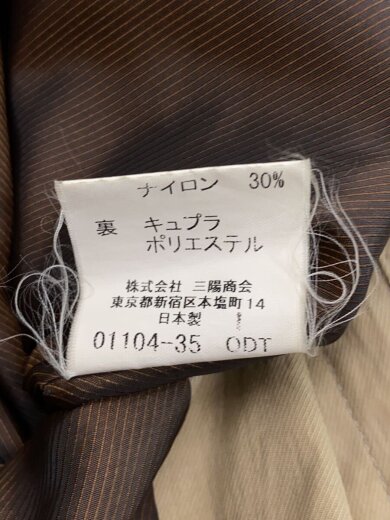 ナイロン 30%
裏 キュプラ
ポリエステル
株式会社 三陽商会
東京都新宿区本塩町14
日本製
01104-35 ODT